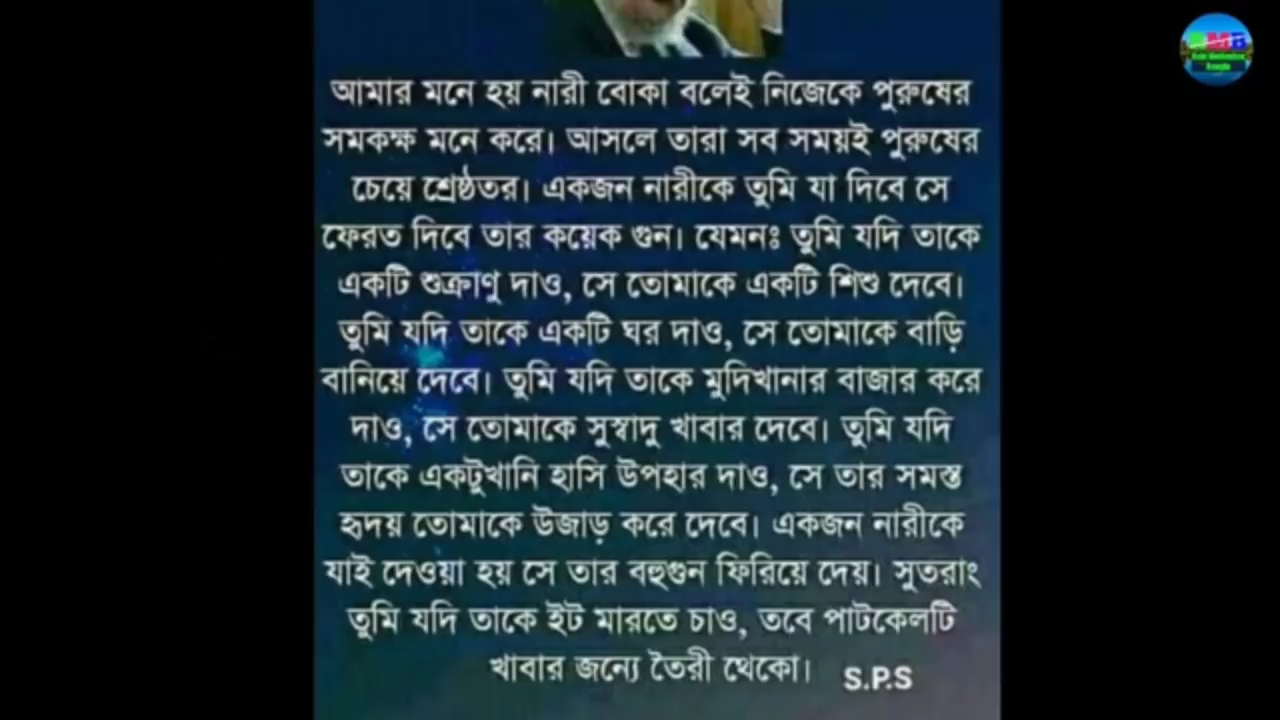 আমার মনে হয় নারী বোকা বলেই নিজেকে পুরুষের
সমকক্ষ মনে করে। আসলে তারা সব সময়ই পুরুষের
চেয়ে শ্রেষ্ঠতর। একজন নারীকে তুমি যা দিবে সে
ফেরত দিবে তার কয়েক গুন। যেমনঃ তুমি যদি তাকে
একটি শুক্রাণু দাও, সে তোমাকে একটি শিশু দেবে।
তুমি যদি তাকে একটি ঘর দাও, সে তোমাকে বাড়ি
বানিয়ে দেবে। তুমি যদি তাকে মুদিখানার বাজার করে
দাও, সে তোমাকে সুস্বাদু খাবার দেবে। তুমি যদি
তাকে একটুখানি হাসি উপহার দাও, সে তার সমস্ত
হৃদয় তোমাকে উজাড় করে দেবে। একজন নারীকে
যাই দেওয়া হয় সে তার বহুগুন ফিরিয়ে দেয়। সুতরাং
তুমি যদি তাকে ইট মারতে চাও, তবে পাটকেলটি
খাবার জন্যে তৈরী থেকো।
S.P.S